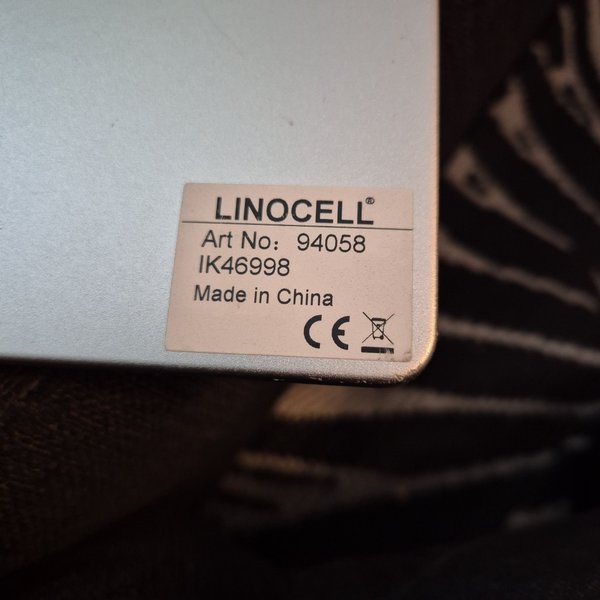 LINOCELL®
Art No: 94058
IK46998
Made in China
CE